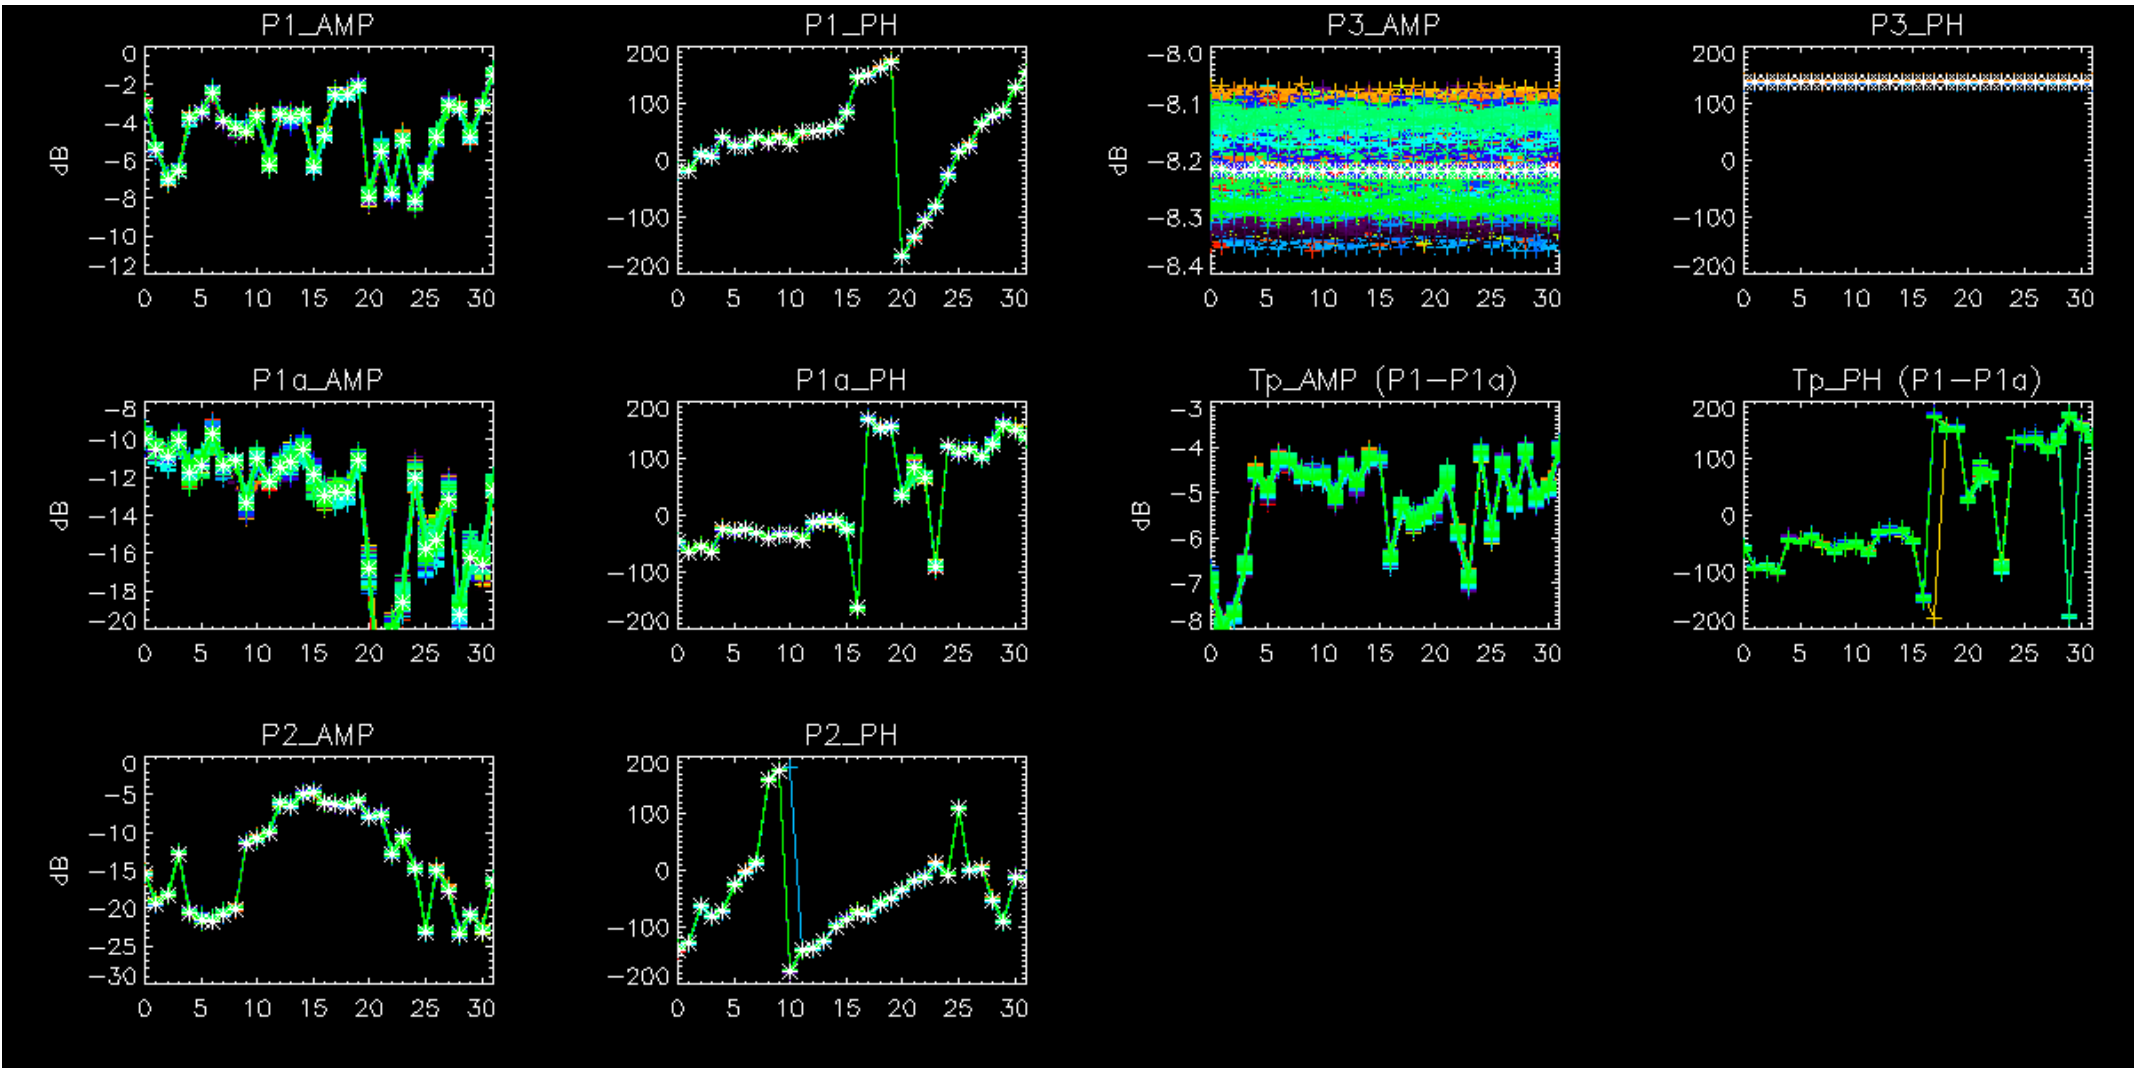 P1_AMP
0
−2
−4
−6
−8
−10
−12
dB
0 5 10 15 20 25 30
P1_PH
200
100
0
−100
−200
0 5 10 15 20 25 30
P3_AMP
−8.0
−8.1
−8.2
−8.3
−8.4
dB
0 5 10 15 20 25 30
P3_PH
200
100
0
−100
−200
0 5 10 15 20 25 30
P1a_AMP
−8
−10
−12
−14
−16
−18
−20
dB
0 5 10 15 20 25 30
P1a_PH
200
100
0
−100
−200
0 5 10 15 20 25 30
Tp_AMP (P1−P1a)
−3
−4
−5
−6
−7
−8
dB
0 5 10 15 20 25 30
Tp_PH (P1−P1a)
200
100
0
−100
−200
0 5 10 15 20 25 30
P2_AMP
0
−5
−10
−15
−20
−25
−30
dB
0 5 10 15 20 25 30
P2_PH
200
100
0
−100
−200
0 5 10 15 20 25 30